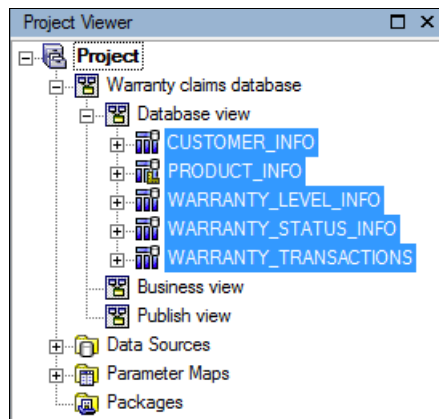 Project Viewer
Project
Warranty claims database
Database view
CUSTOMER_INFO
PRODUCT_INFO
WARRANTY_LEVEL_INFO
WARRANTY_STATUS_INFO
WARRANTY_TRANSACTIONS
Business view
Publish view
Data Sources
Parameter Maps
Packages